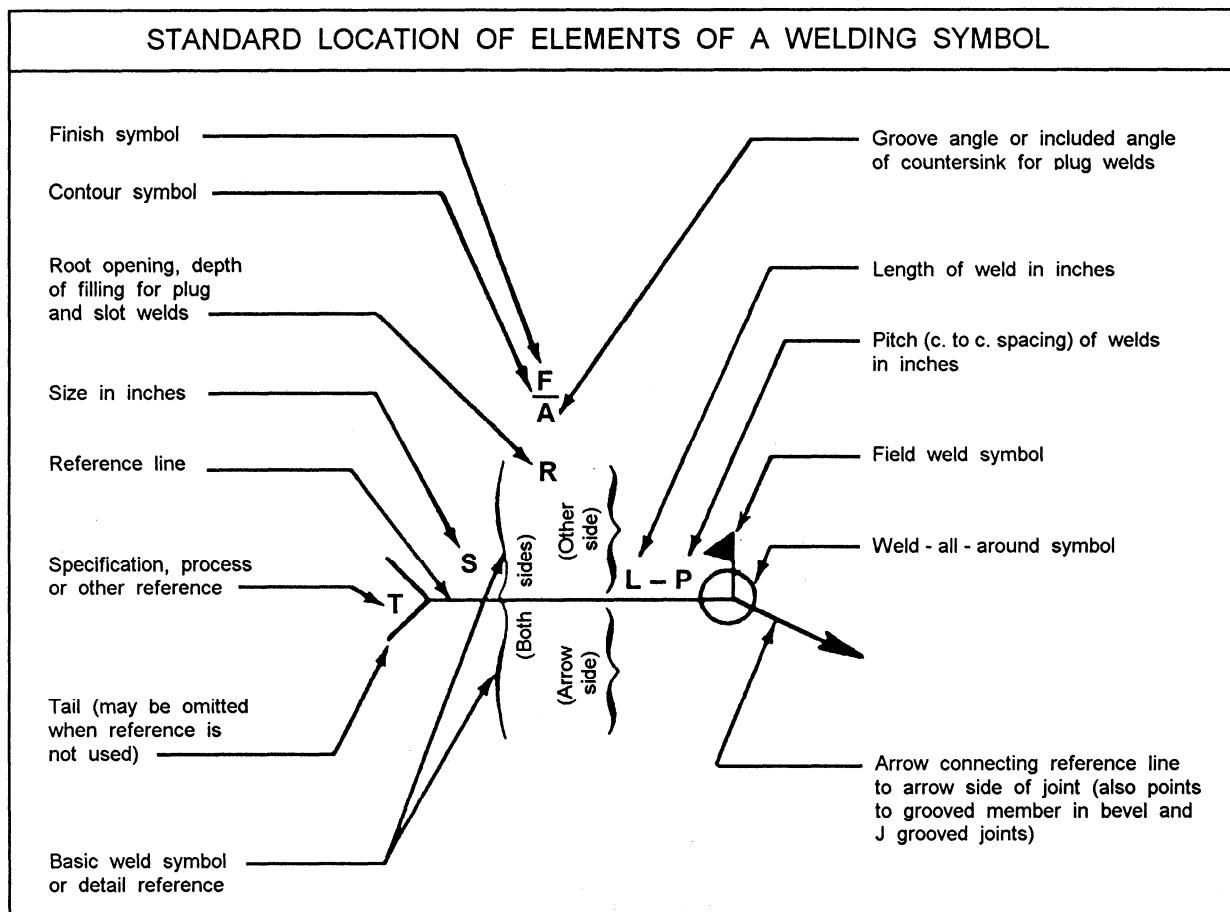 STANDARD LOCATION OF ELEMENTS OF A WELDING SYMBOL
Finish symbol
Contour symbol
Root opening, depth
of filling for plug
and slot welds
Size in inches
Reference line
Specification, process
or other reference
Tail (may be omitted
when reference is
not used)
Basic weld symbol
or detail reference
F
A
R
S
T
(Both sides)
(Other
side)
(Arrow
side)
L – P
Groove angle or included angle
of countersink for plug welds
Length of weld in inches
Pitch (c. to c. spacing) of welds
in inches
Field weld symbol
Weld - all - around symbol
Arrow connecting reference line
to arrow side of joint (also points
to grooved member in bevel and
J grooved joints)